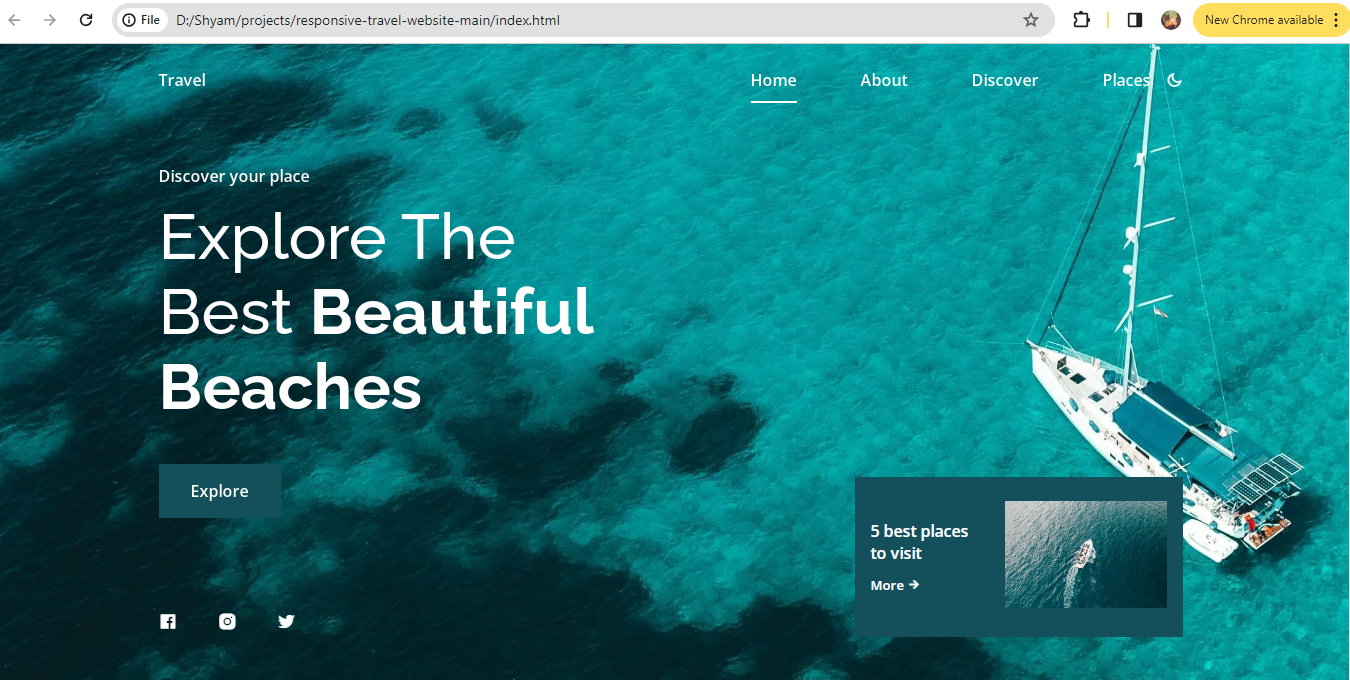 File D:/Shyam/projects/responsive-travel-website-main/index.html New Chrome available
Travel Home About Discover Places
Discover your place
Explore The
Best Beautiful
Beaches
Explore
5 best places
to visit
More →